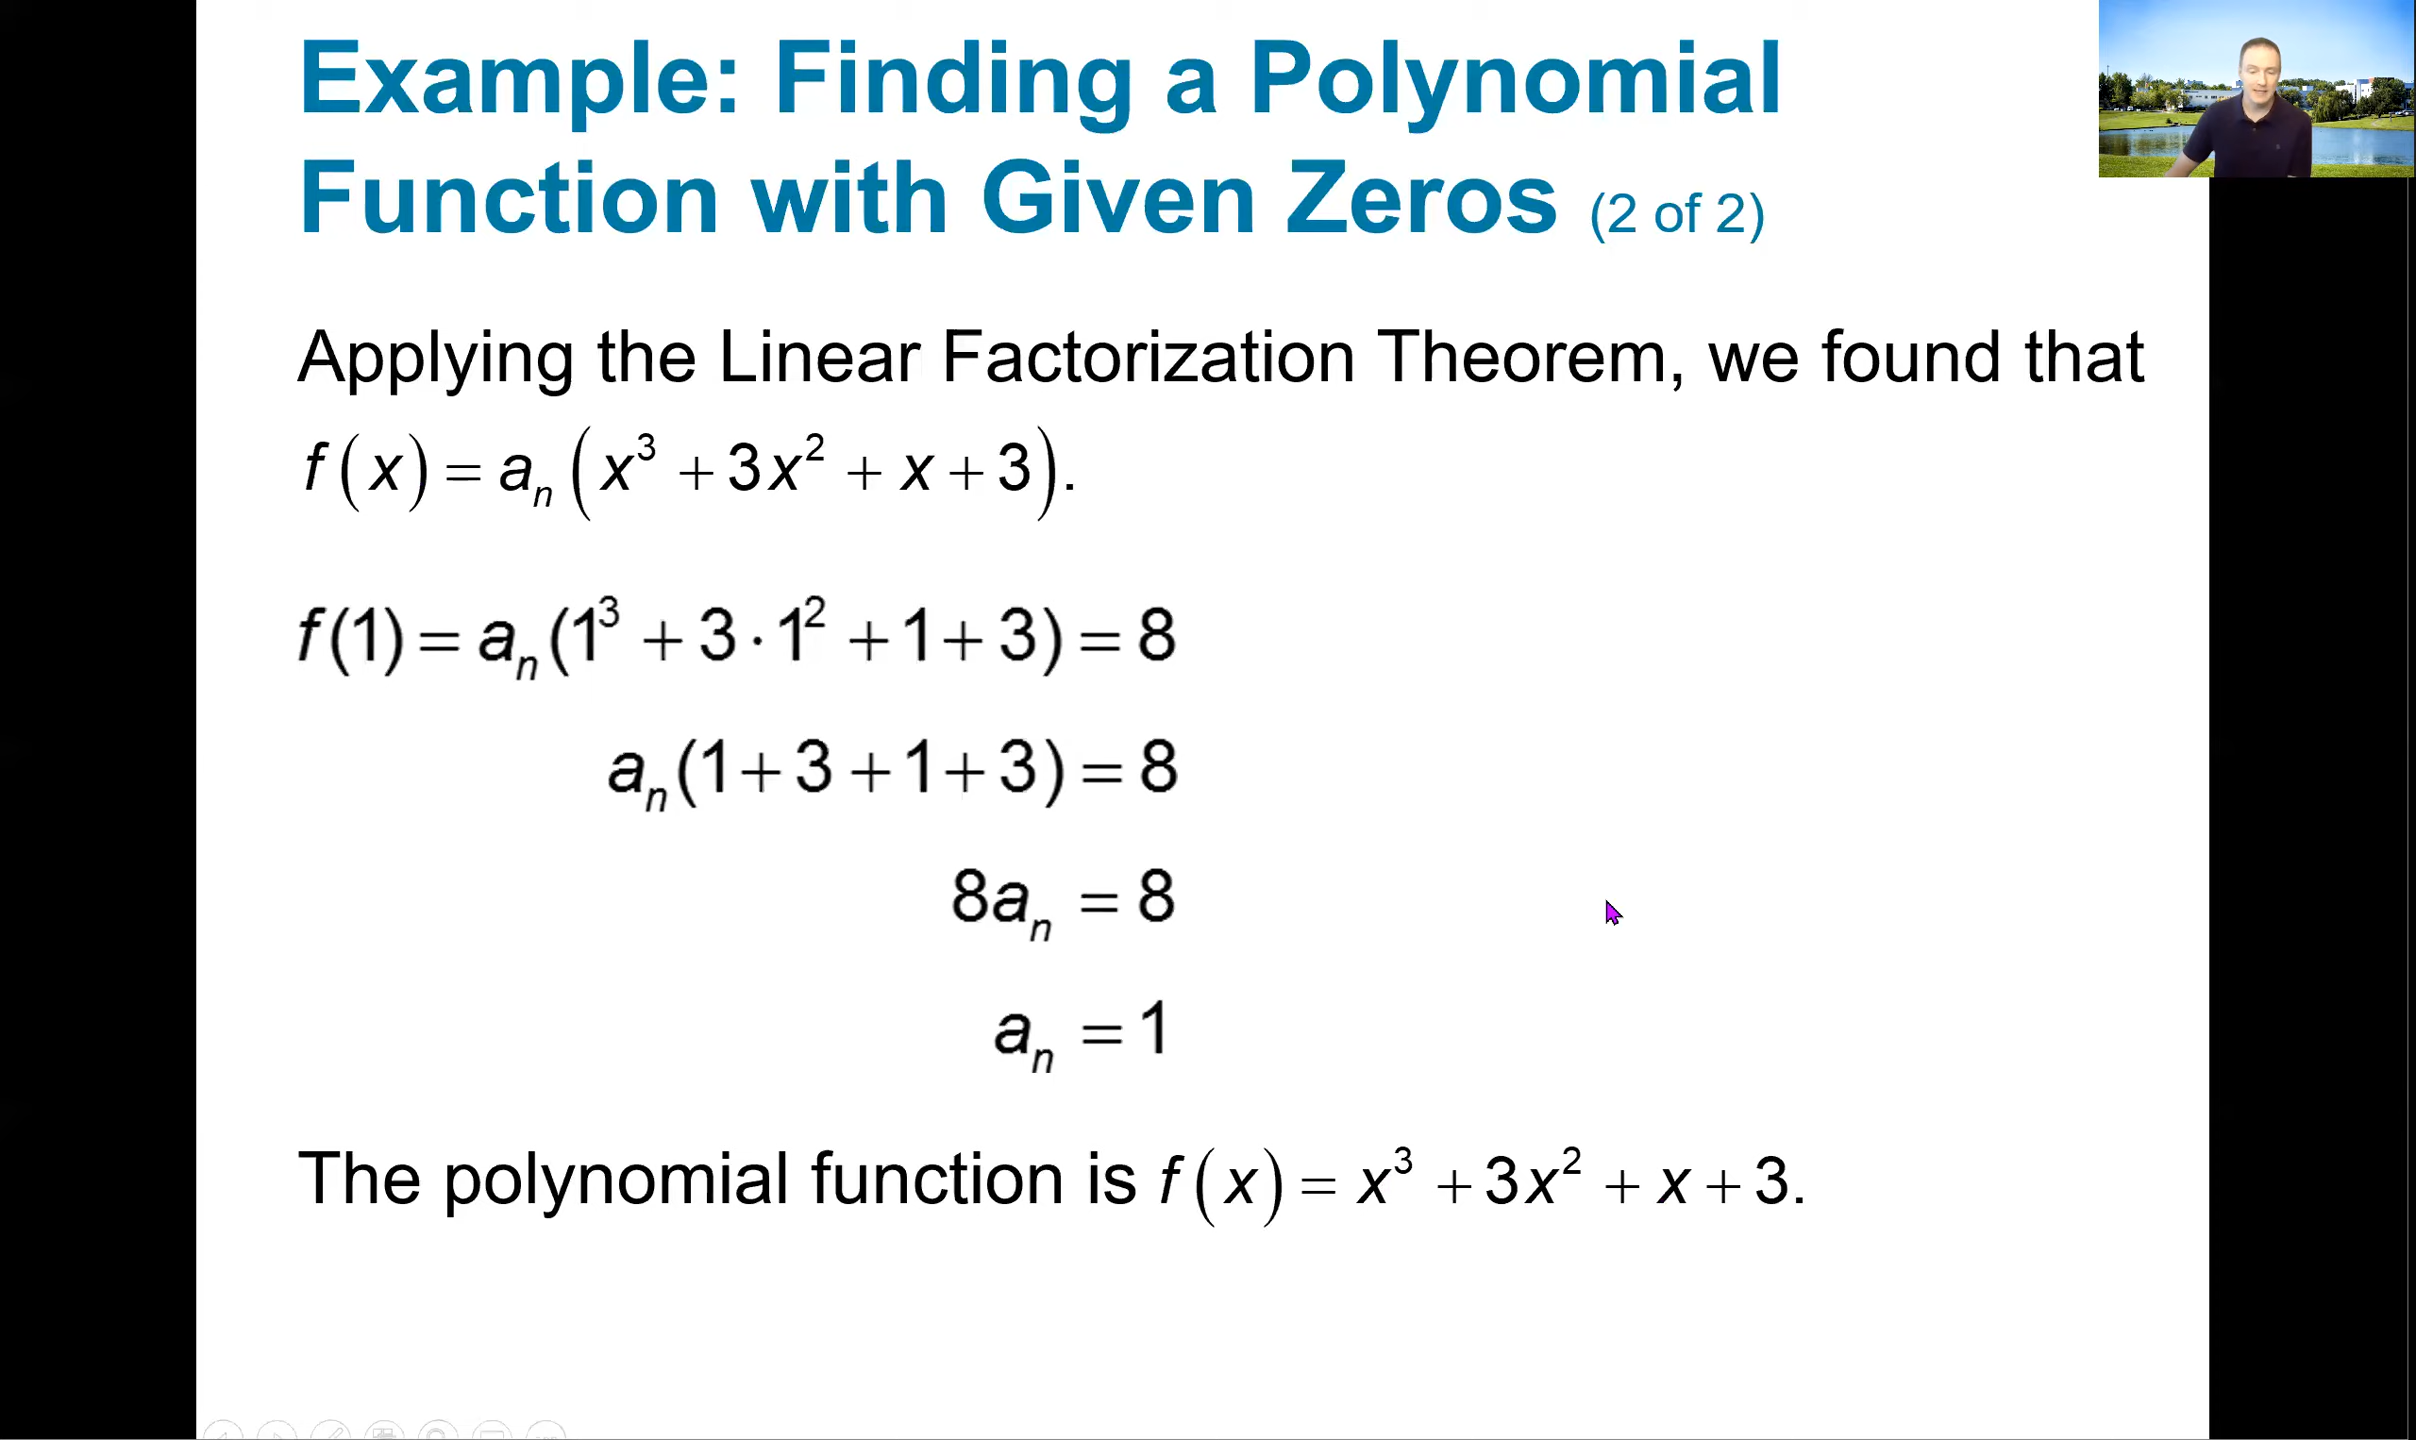 Example: Finding a Polynomial
Function with Given Zeros (2 of 2)
Applying the Linear Factorization Theorem, we found that
f(x) = aₙ(x³ + 3x² + x + 3).
f(1) = aₙ(1³ + 3·1² + 1 + 3) = 8
aₙ(1 + 3 + 1 + 3) = 8
8aₙ = 8
aₙ = 1
The polynomial function is f(x) = x³ + 3x² + x + 3.